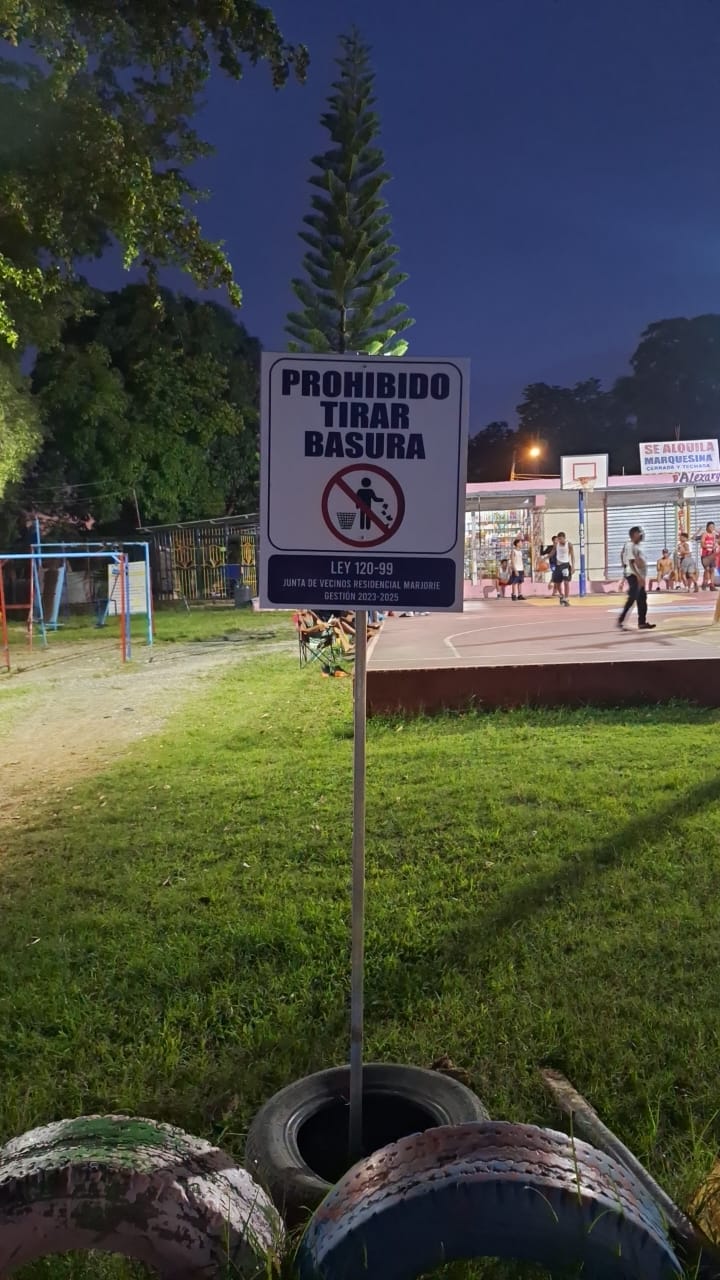 PROHIBIDO
TIRAR
BASURA
LEY 120-99
JUNTA DE VECINOS RESIDENCIAL MARJORIE
GESTIÓN 2023-2025
SE ALQUILA
MARQUESINA
CERRADA Y TECHADA